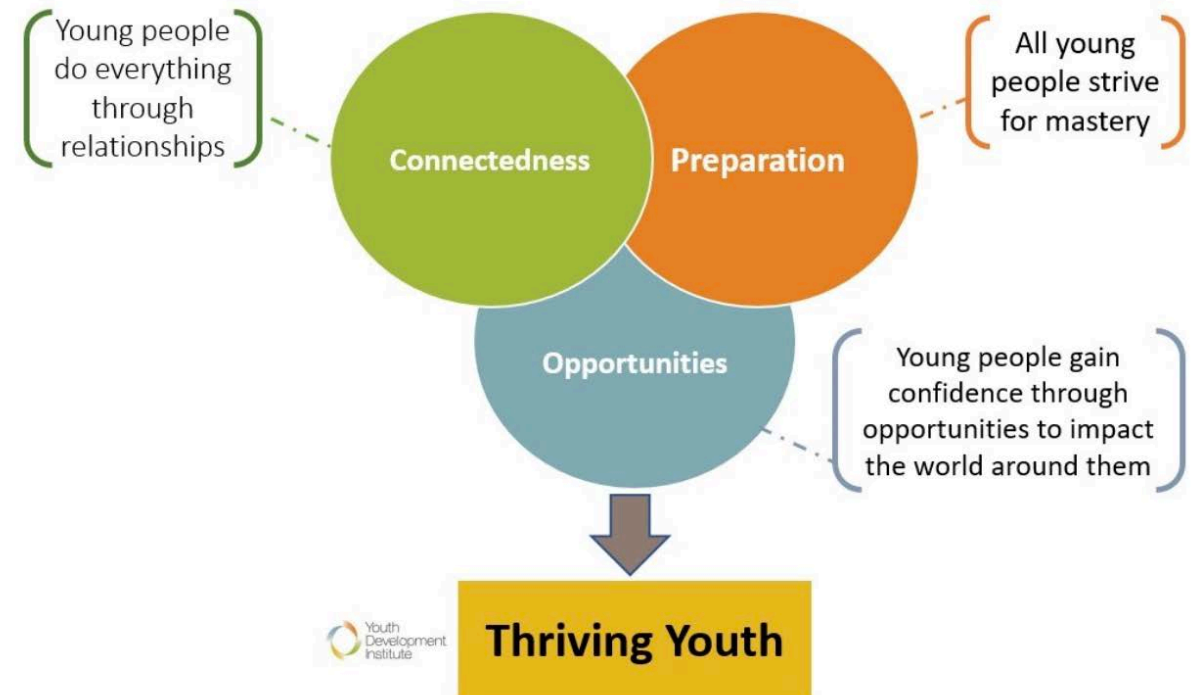 Young people
do everything
through
relationships
Connectedness
Preparation
All young
people strive
for mastery
Opportunities
Young people gain
confidence through
opportunities to impact
the world around them
Youth
Development
Institute
Thriving Youth